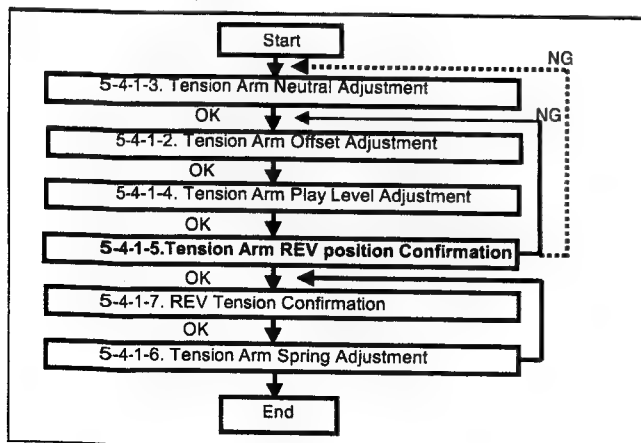 Start
NG
5-4-1-3. Tension Arm Neutral Adjustment
OK
NG
5-4-1-2. Tension Arm Offset Adjustment
OK
5-4-1-4. Tension Arm Play Level Adjustment
OK
5-4-1-5.Tension Arm REV position Confirmation
OK
5-4-1-7. REV Tension Confirmation
OK
5-4-1-6. Tension Arm Spring Adjustment
End